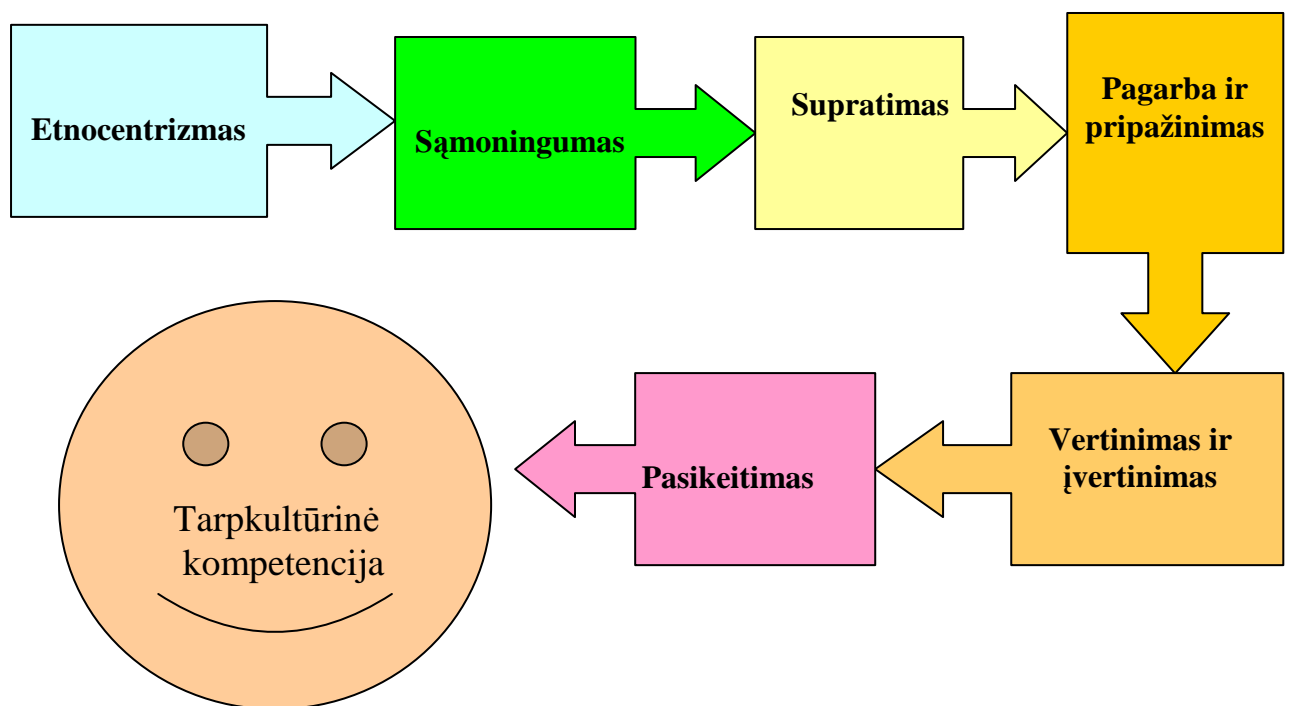 Etnocentrizmas
Sąmoningumas
Supratimas
Pagarba ir
pripažinimas
Vertinimas ir
įvertinimas
Pasikeitimas
Tarpkultūrinė
kompetencija